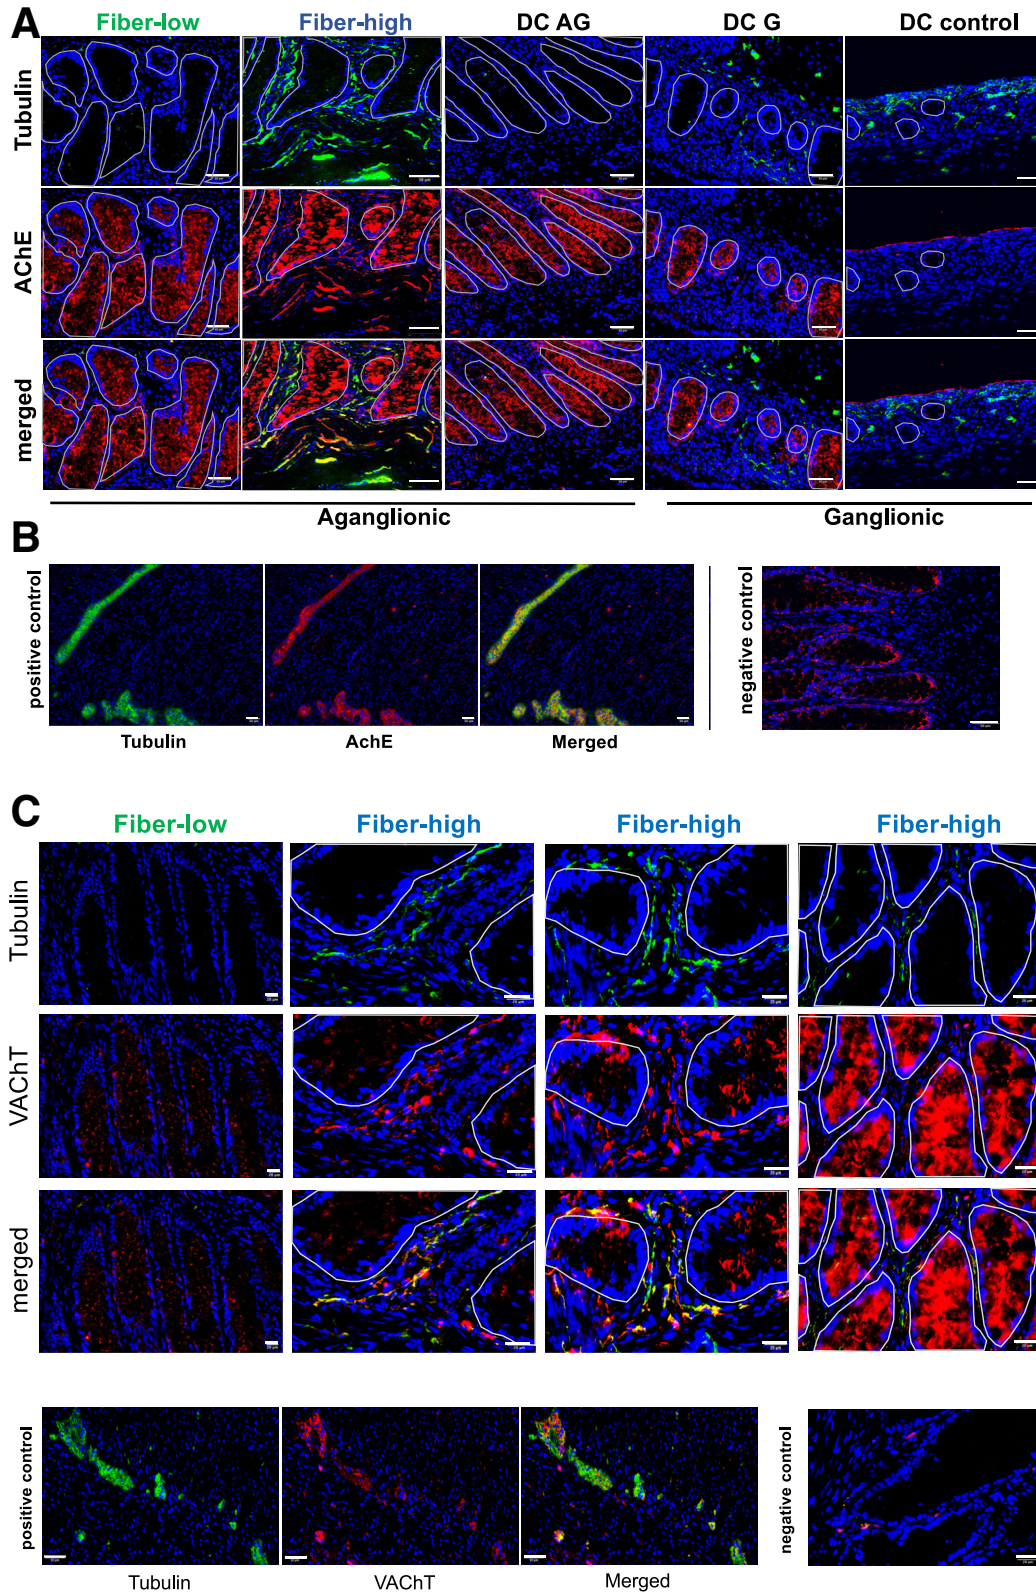 A
Fiber-low
Fiber-high
DC AG
DC G
DC control
Tubulin
AChE
merged
Aganglionic
Ganglionic
B
positive control
Tubulin
AchE
Merged
negative control
C
Fiber-low
Fiber-high
Fiber-high
Fiber-high
Tubulin
VAChT
merged
positive control
Tubulin
VAChT
Merged
negative control